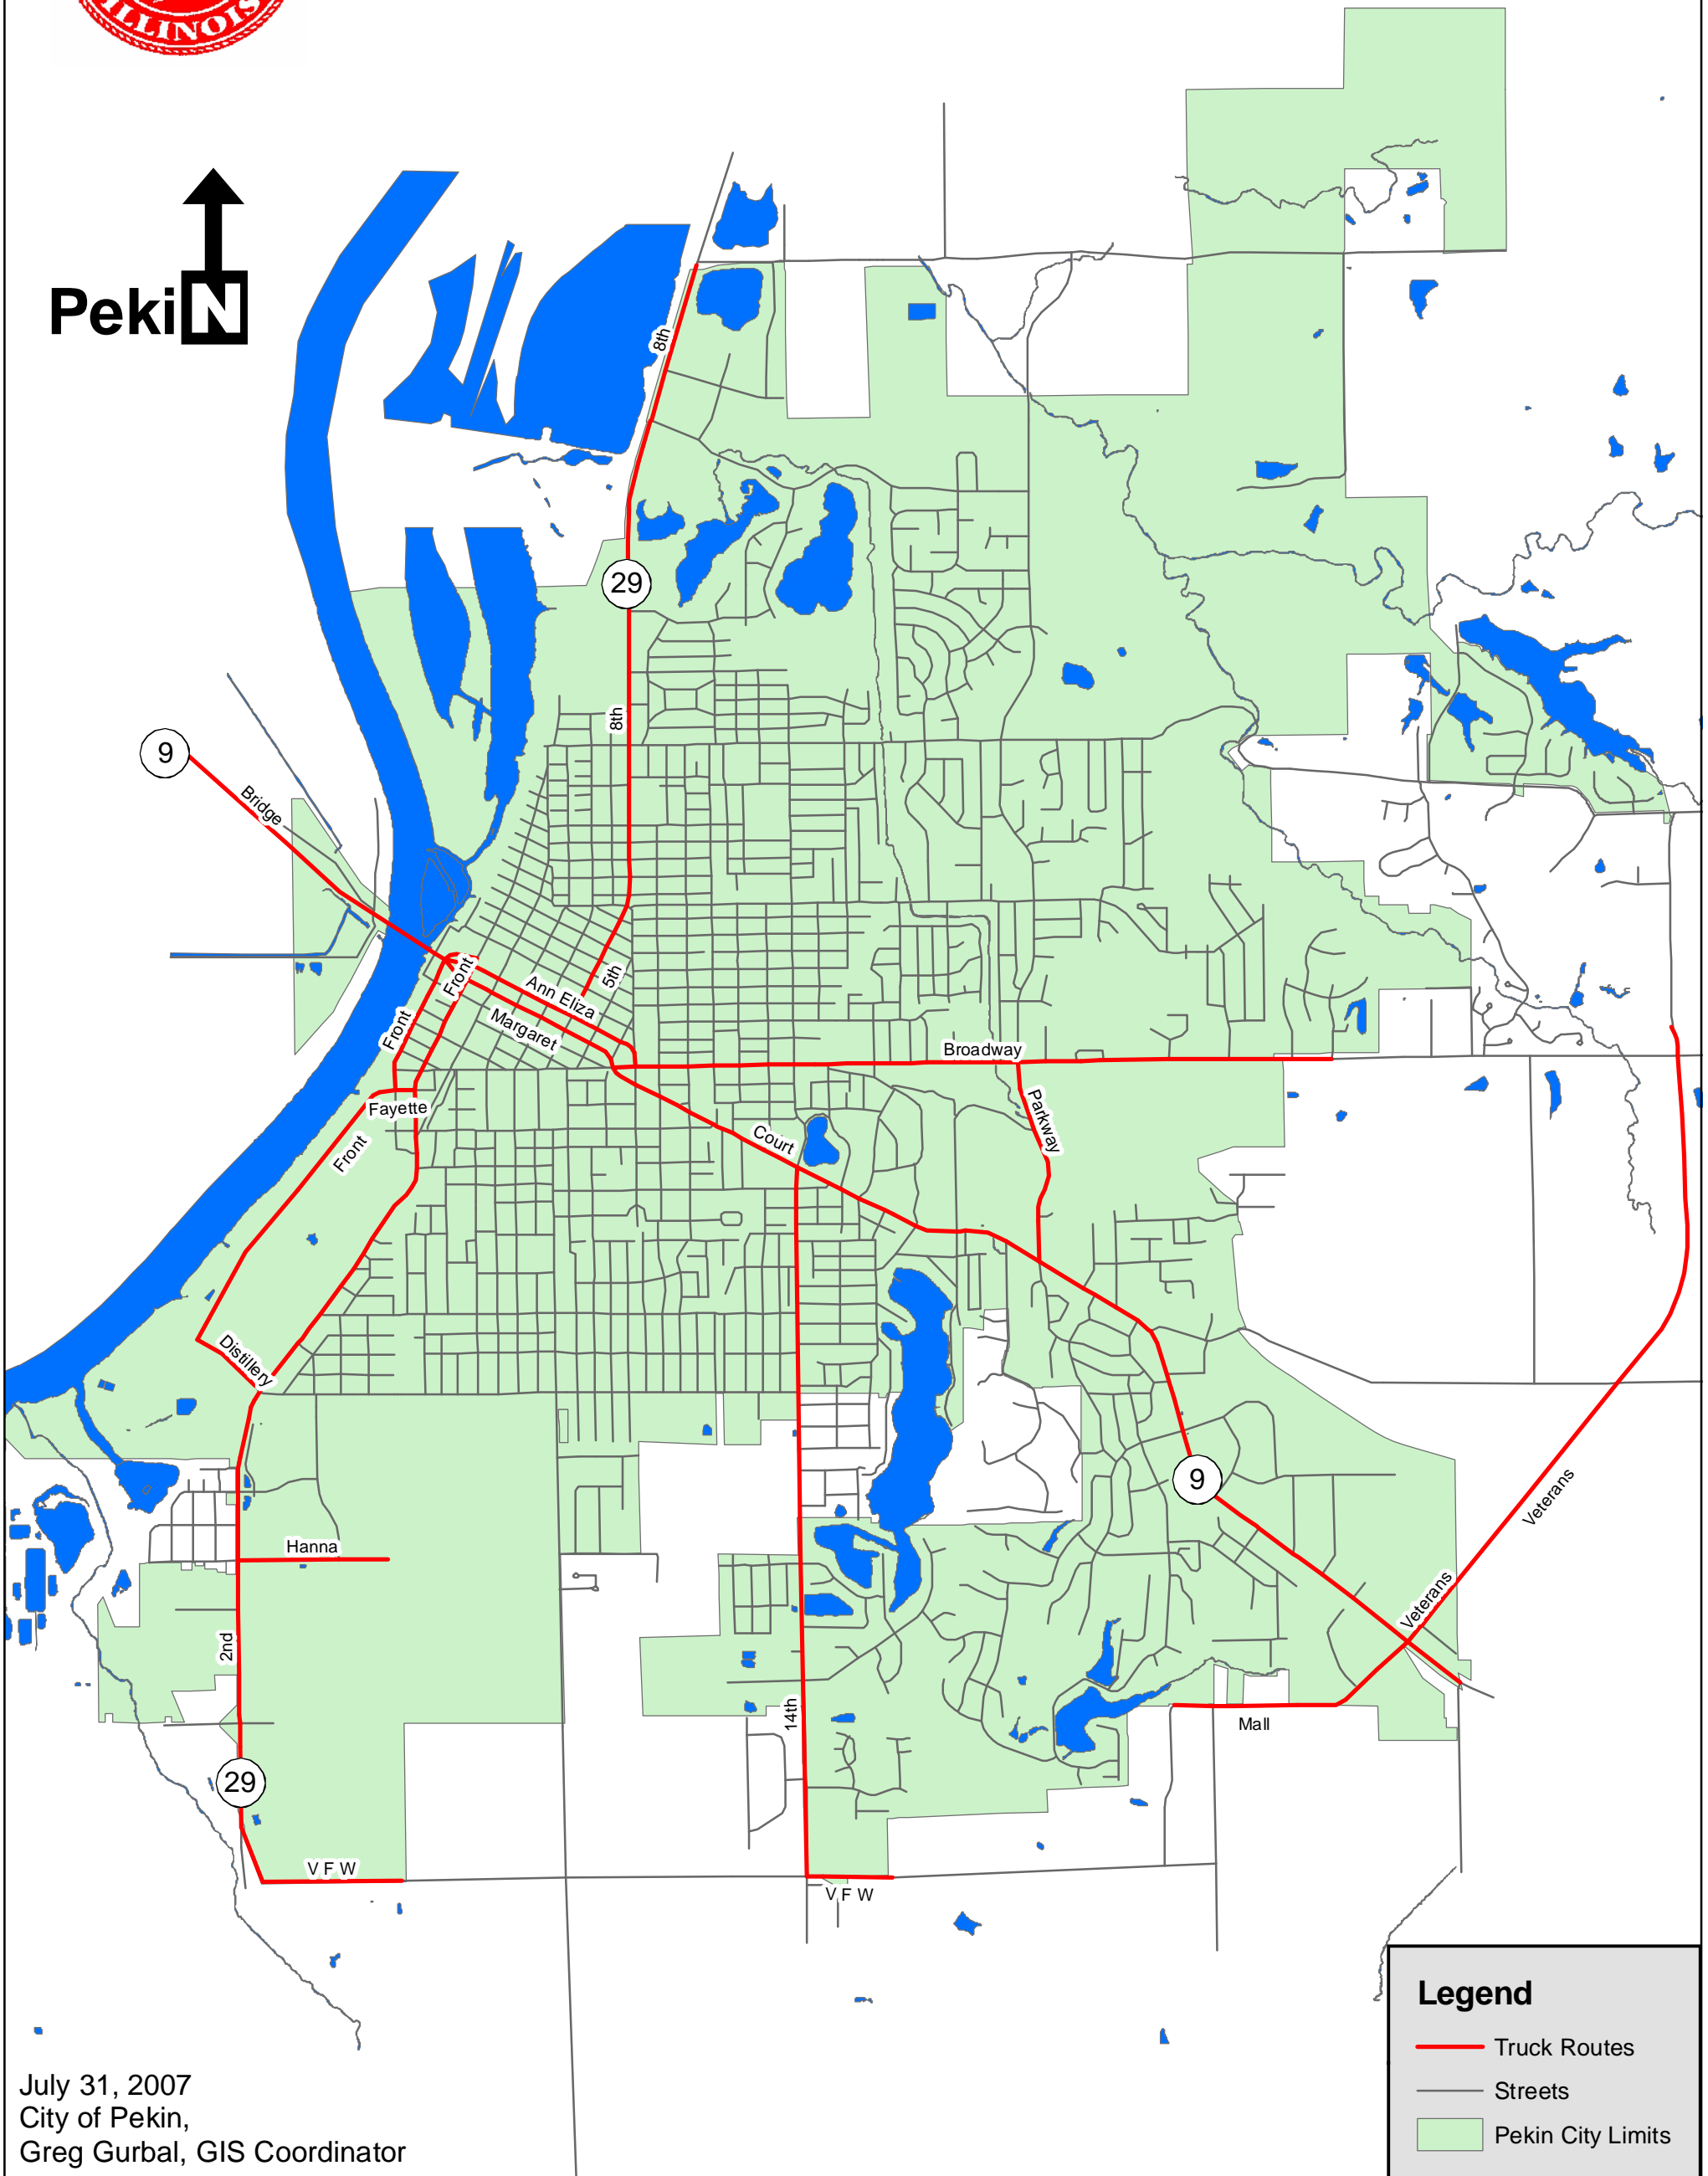 ILLINOIS
PekiN
8th
29
8th
9
Bridge
Front
5th
Ann Eliza
Front
Margaret
Broadway
Fayette
Parkway
Front
Court
Distillery
9
Veterans
Hanna
Veterans
2nd
14th
Mall
29
V F W
V F W
Legend
Truck Routes
Streets
Pekin City Limits
July 31, 2007
City of Pekin,
Greg Gurbal, GIS Coordinator